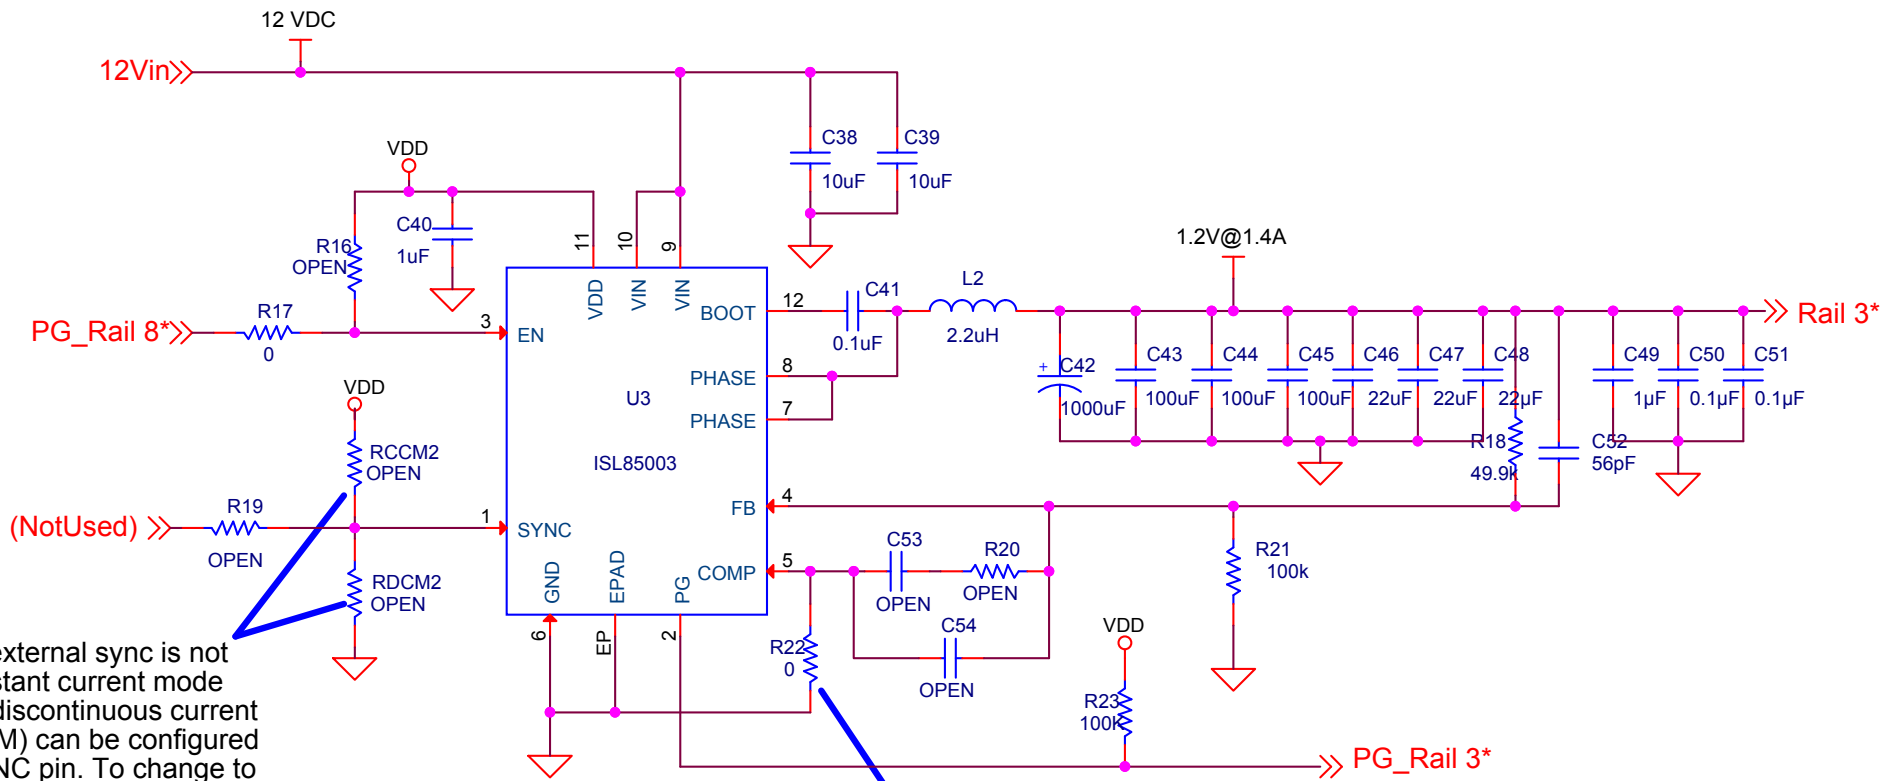 12 VDC
12Vin
VDD
C38
10uF
C39
10uF
C40
1uF
R16
OPEN
11
10
9
1.2V@1.4A
VDD
VIN
VIN
R17
0
PG_Rail 8*
3
EN
BOOT
12
C41
0.1uF
L2
2.2uH
Rail 3*
PHASE
8
PHASE
7
U3
ISL85003
+
C42
1000uF
C43
100uF
C44
100uF
C45
100uF
C46
22uF
C47
22uF
C48
22µF
C49
1µF
C50
0.1µF
C51
0.1µF
R18
49.9K
C52
56pF
VDD
RCCM2
OPEN
R19
OPEN
(NotUsed)
1
SYNC
FB
4
COMP
5
C53
OPEN
R20
OPEN
R21
100k
RDCM2
OPEN
GND
EPAD
PG
6
EP
2
C54
OPEN
R22
0
VDD
R23
100K
PG_Rail 3*
external sync is not
stant current mode
discontinuous current
M) can be configured
NC pin. To change to